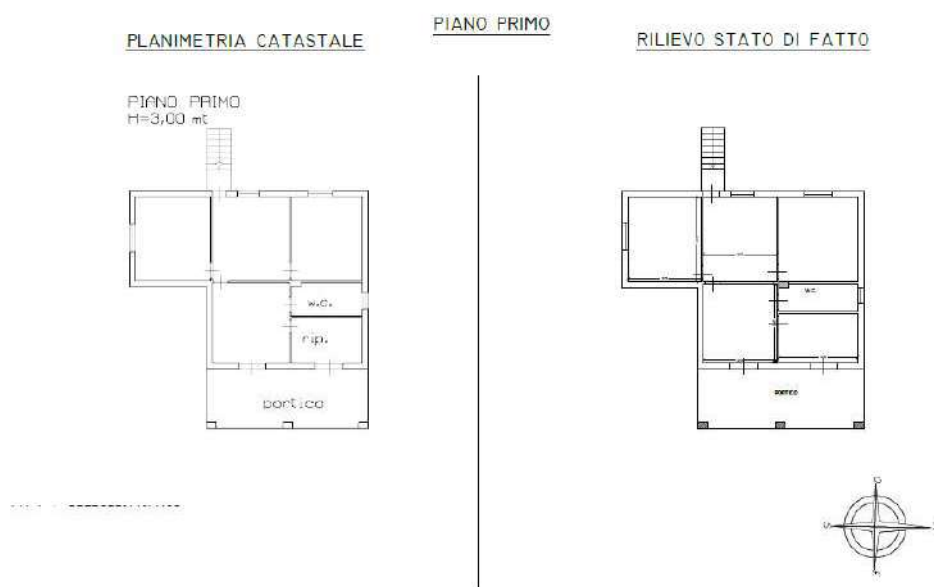 PIANO PRIMO
PLANIMETRIA CATASTALE
RILIEVO STATO DI FATTO
PIANO PRIMO
H=3,00 mt
w.c.
rip.
portico
wc
PORTICO
S